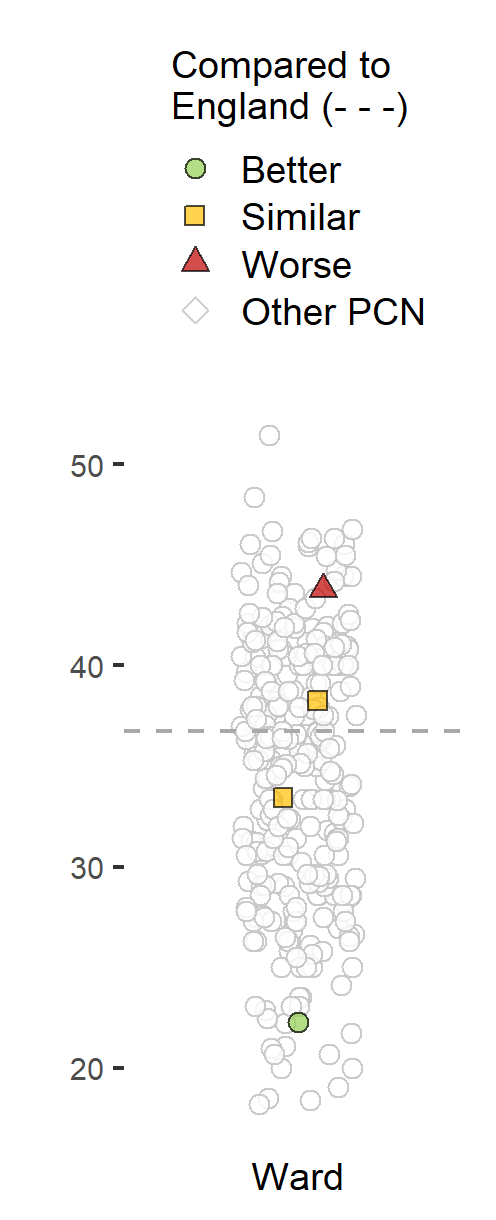 Compared to
England (- - -)
Better
Similar
Worse
Other PCN
50
40
30
20
Ward